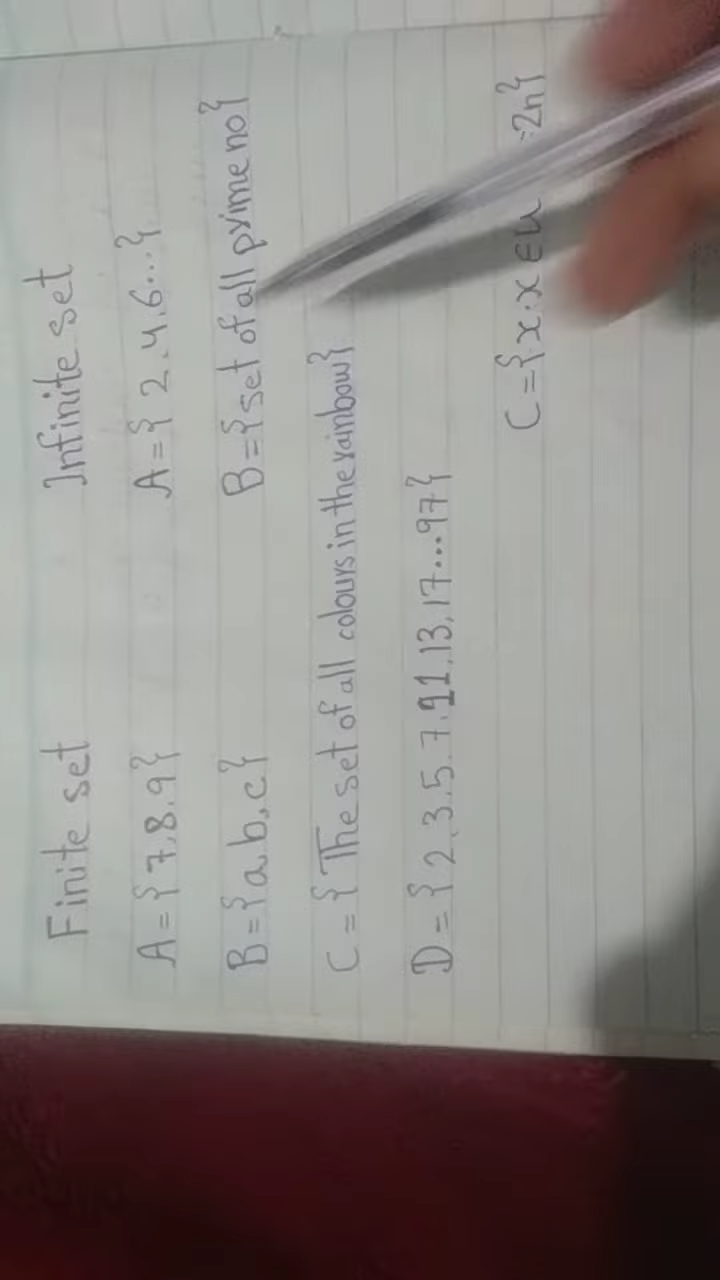 Finite set Infinite set
A={7,8,9} A={2,4,6...}
B={a,b,c} B={set of all prime no}
C={The set of all colours in the rainbow}
D={2,3,5,7,11,13,17...97}
C={x:x∈u =2n}